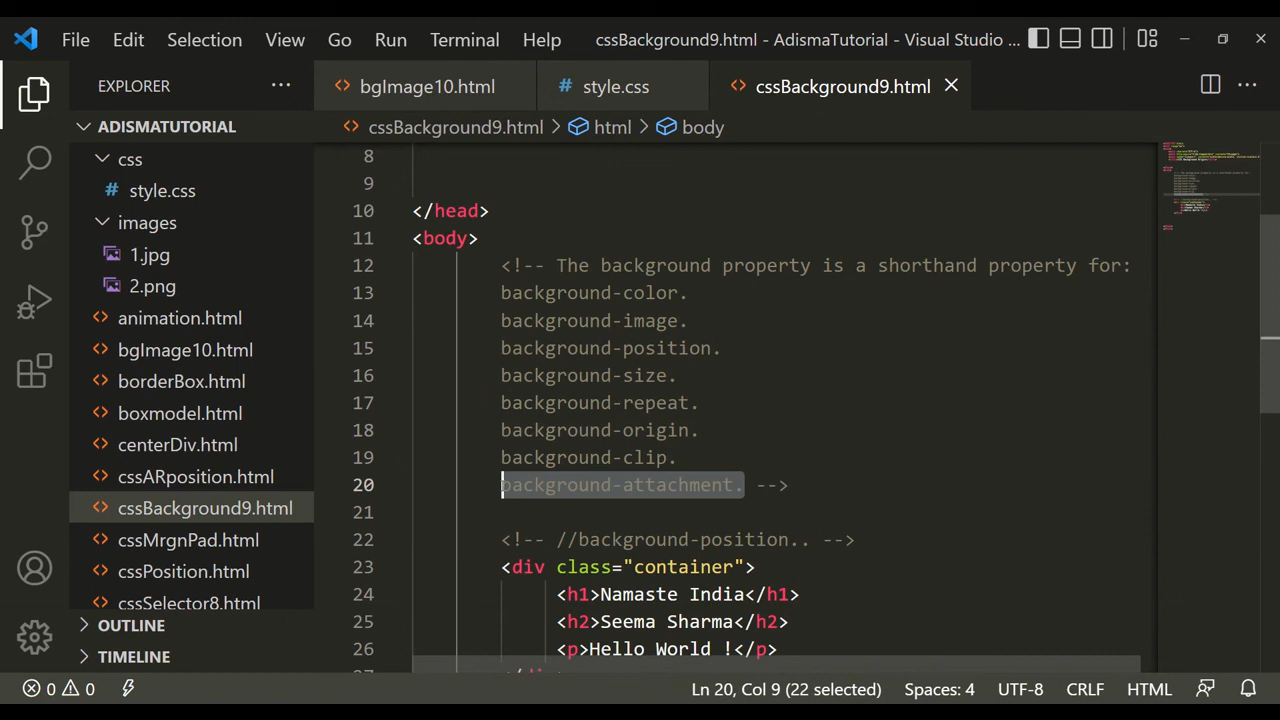 File Edit Selection View Go Run Terminal Help cssBackground9.html - AdismaTutorial - Visual Studio ...
EXPLORER
bgImage10.html style.css cssBackground9.html
ADISMATUTORIAL
cssBackground9.html > html > body
css
style.css
images
1.jpg
2.png
animation.html
bgImage10.html
borderBox.html
boxmodel.html
centerDiv.html
cssARposition.html
cssBackground9.html
cssMrgnPad.html
cssPosition.html
cssSelector8.html
OUTLINE
TIMELINE
8
9
10 </head>
11 <body>
12 <!-- The background property is a shorthand property for:
13 background-color.
14 background-image.
15 background-position.
16 background-size.
17 background-repeat.
18 background-origin.
19 background-clip.
20 background-attachment. -->
21
22 <!-- //background-position.. -->
23 <div class="container">
24 <h1>Namaste India</h1>
25 <h2>Seema Sharma</h2>
26 <p>Hello World !</p>
0 0 Ln 20, Col 9 (22 selected) Spaces: 4 UTF-8 CRLF HTML